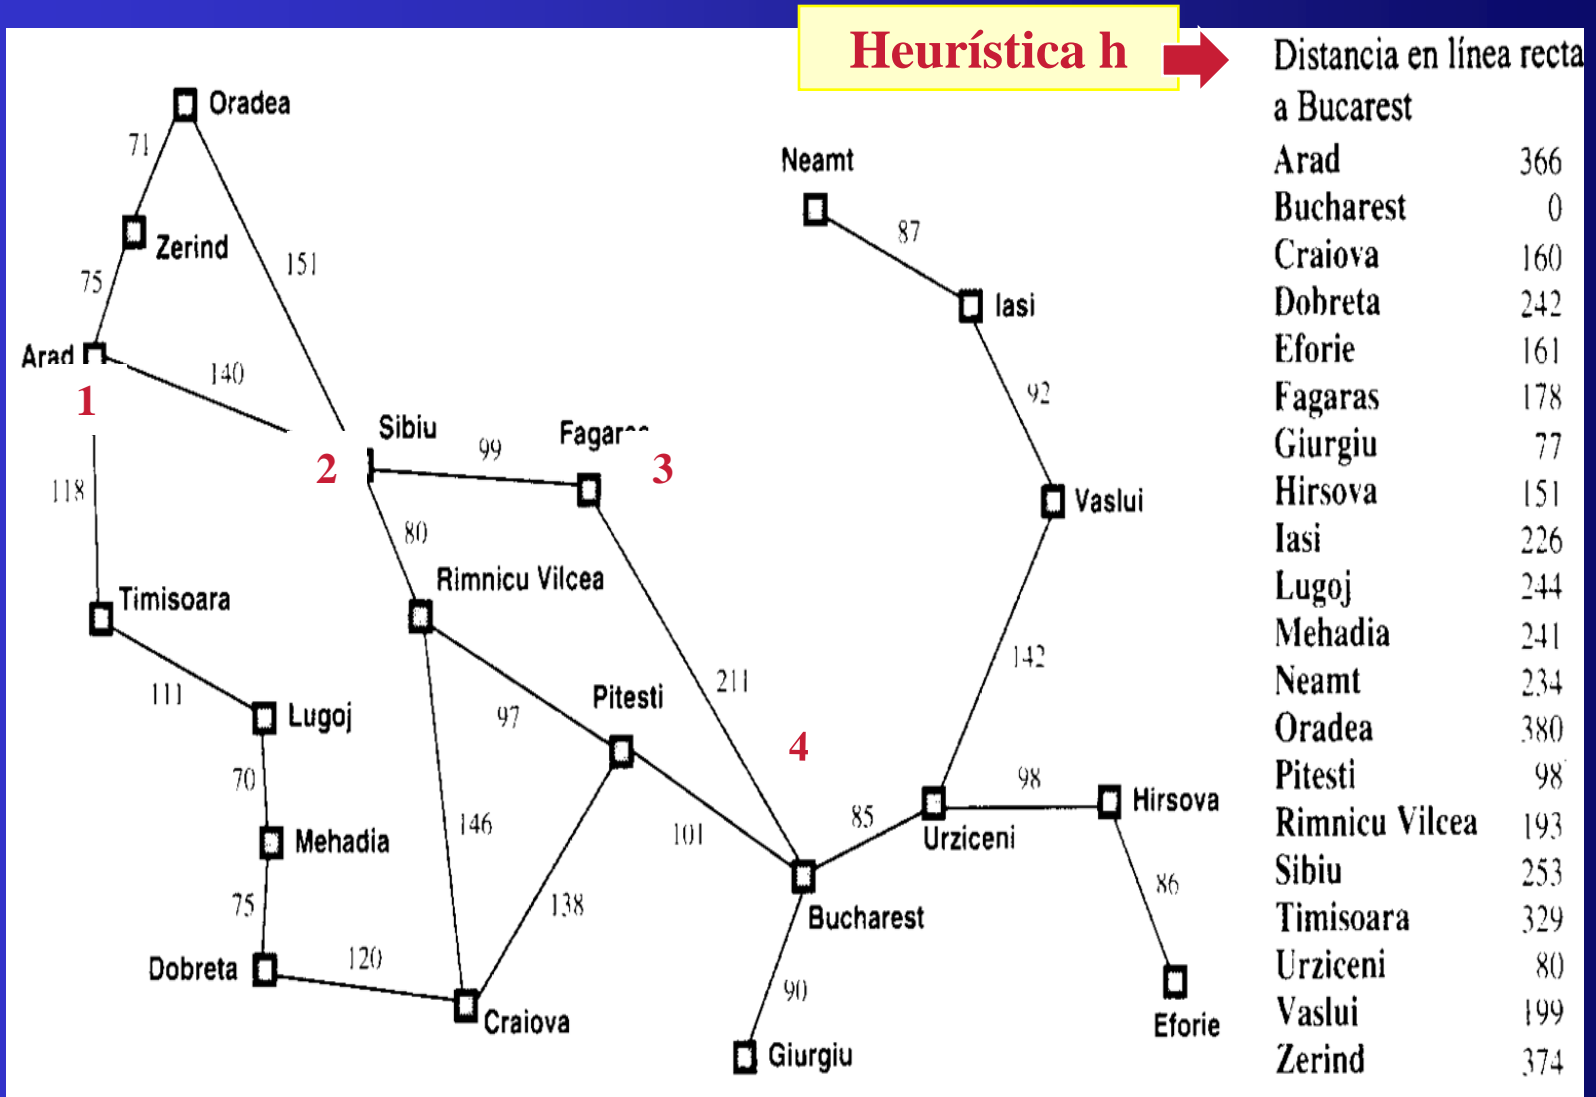 Heurística h
Distancia en línea recta
a Bucarest
Arad 366
Bucharest 0
Craiova 160
Dobreta 242
Eforie 161
Fagaras 178
Giurgiu 77
Hirsova 151
Iasi 226
Lugoj 244
Mehadia 241
Neamt 234
Oradea 380
Pitesti 98
Rimnicu Vilcea 193
Sibiu 253
Timisoara 329
Urziceni 80
Vaslui 199
Zerind 374
Oradea
71
Neamt
87
Zerind
151
75
Iasi
Arad
140
1
92
Sibiu
Fagaras
99
2
3
118
Vaslui
80
Rimnicu Vilcea
Timisoara
142
211
111
Pitesti
97
Lugoj
4
70
98
Hirsova
146
101
85
Urziceni
Mehadia
86
75
138
Bucharest
Dobreta
120
90
Craiova
Eforie
Giurgiu